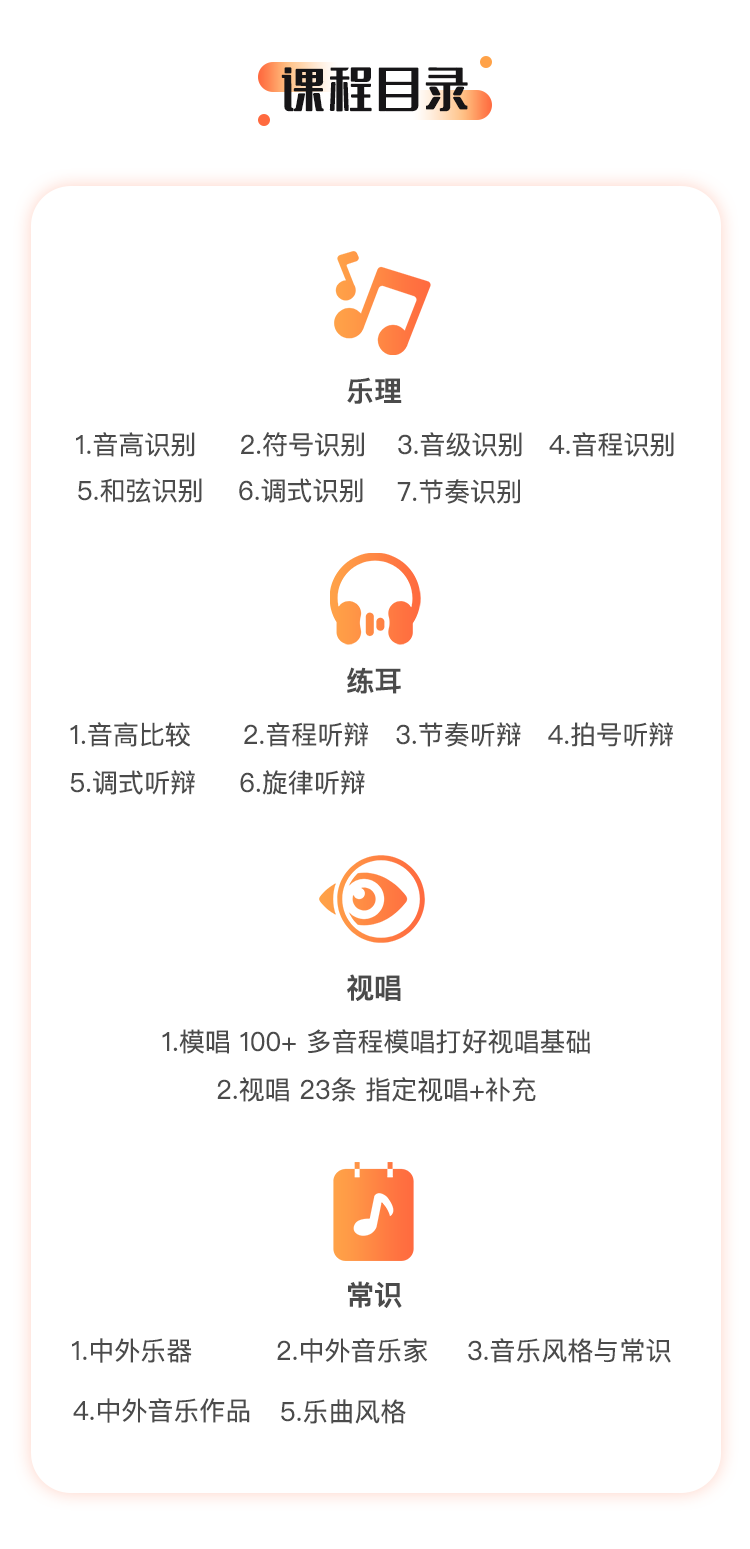 课程目录
乐理
1.音高识别 2.符号识别 3.音级识别 4.音程识别
5.和弦识别 6.调式识别 7.节奏识别
练耳
1.音高比较 2.音程听辩 3.节奏听辩 4.拍号听辩
5.调式听辩 6.旋律听辩
视唱
1.模唱 100+ 多音程模唱打好视唱基础
2.视唱 23条 指定视唱+补充
常识
1.中外乐器 2.中外音乐家 3.音乐风格与常识
4.中外音乐作品 5.乐曲风格